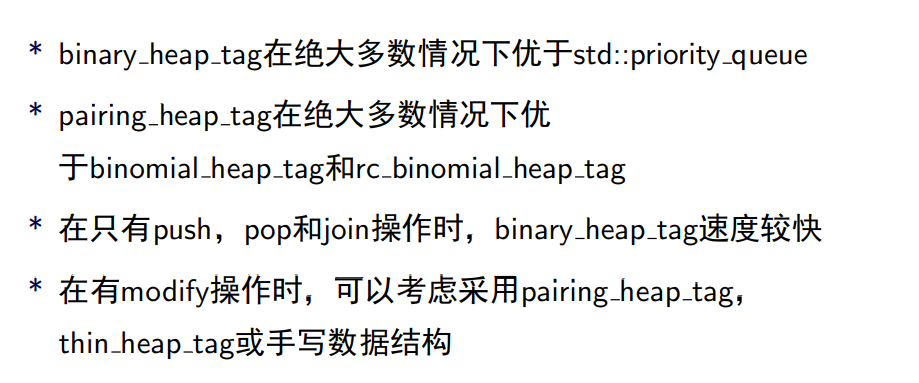 * binary_heap_tag在绝大多数情况下优于std::priority_queue
* pairing_heap_tag在绝大多数情况下优
于binomial_heap_tag和rc_binomial_heap_tag
* 在只有push，pop和join操作时，binary_heap_tag速度较快
* 在有modify操作时，可以考虑采用pairing_heap_tag，
thin_heap_tag或手写数据结构